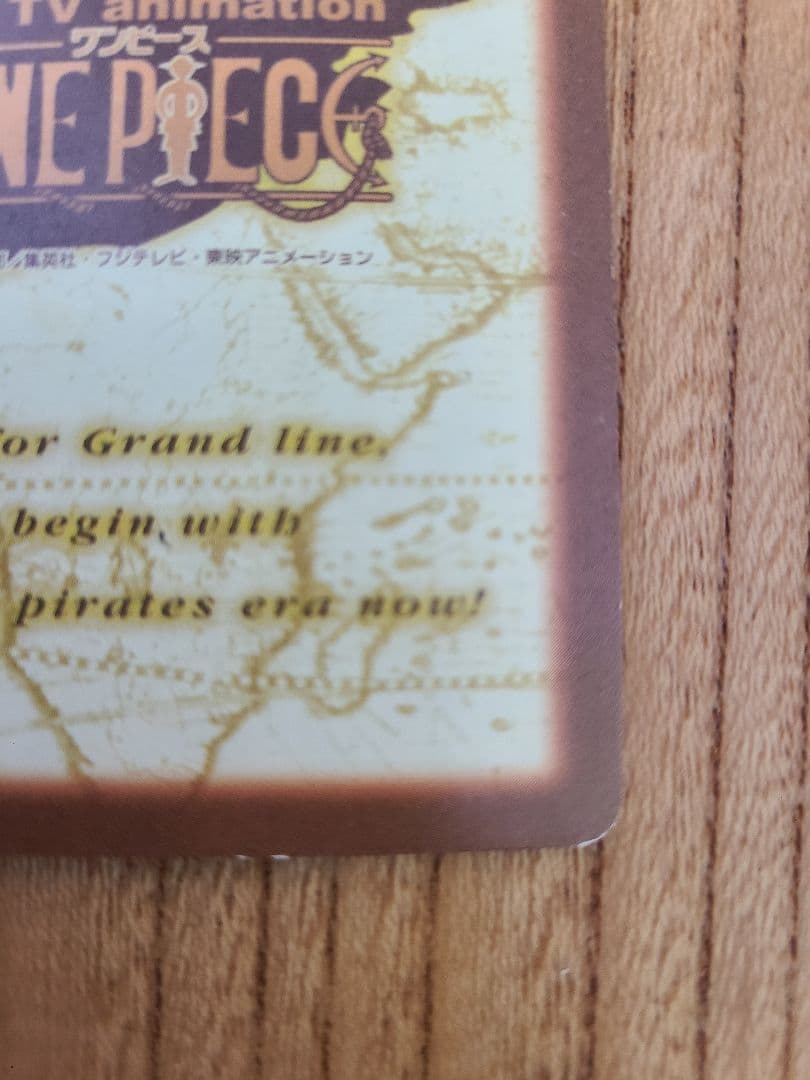 TV animation
ワンピース
NE PIECE
集英社・フジテレビ・東映アニメーション
for Grand line,
begin, with
pirates era now!